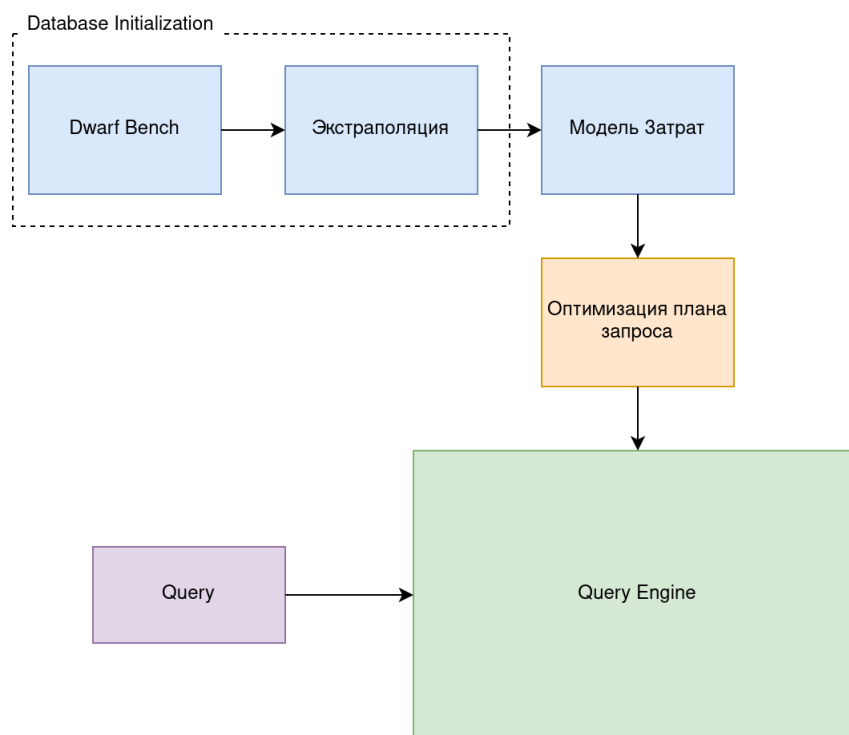 Database Initialization
Dwarf Bench
Экстраполяция
Модель Затрат
Оптимизация плана
запроса
Query
Query Engine